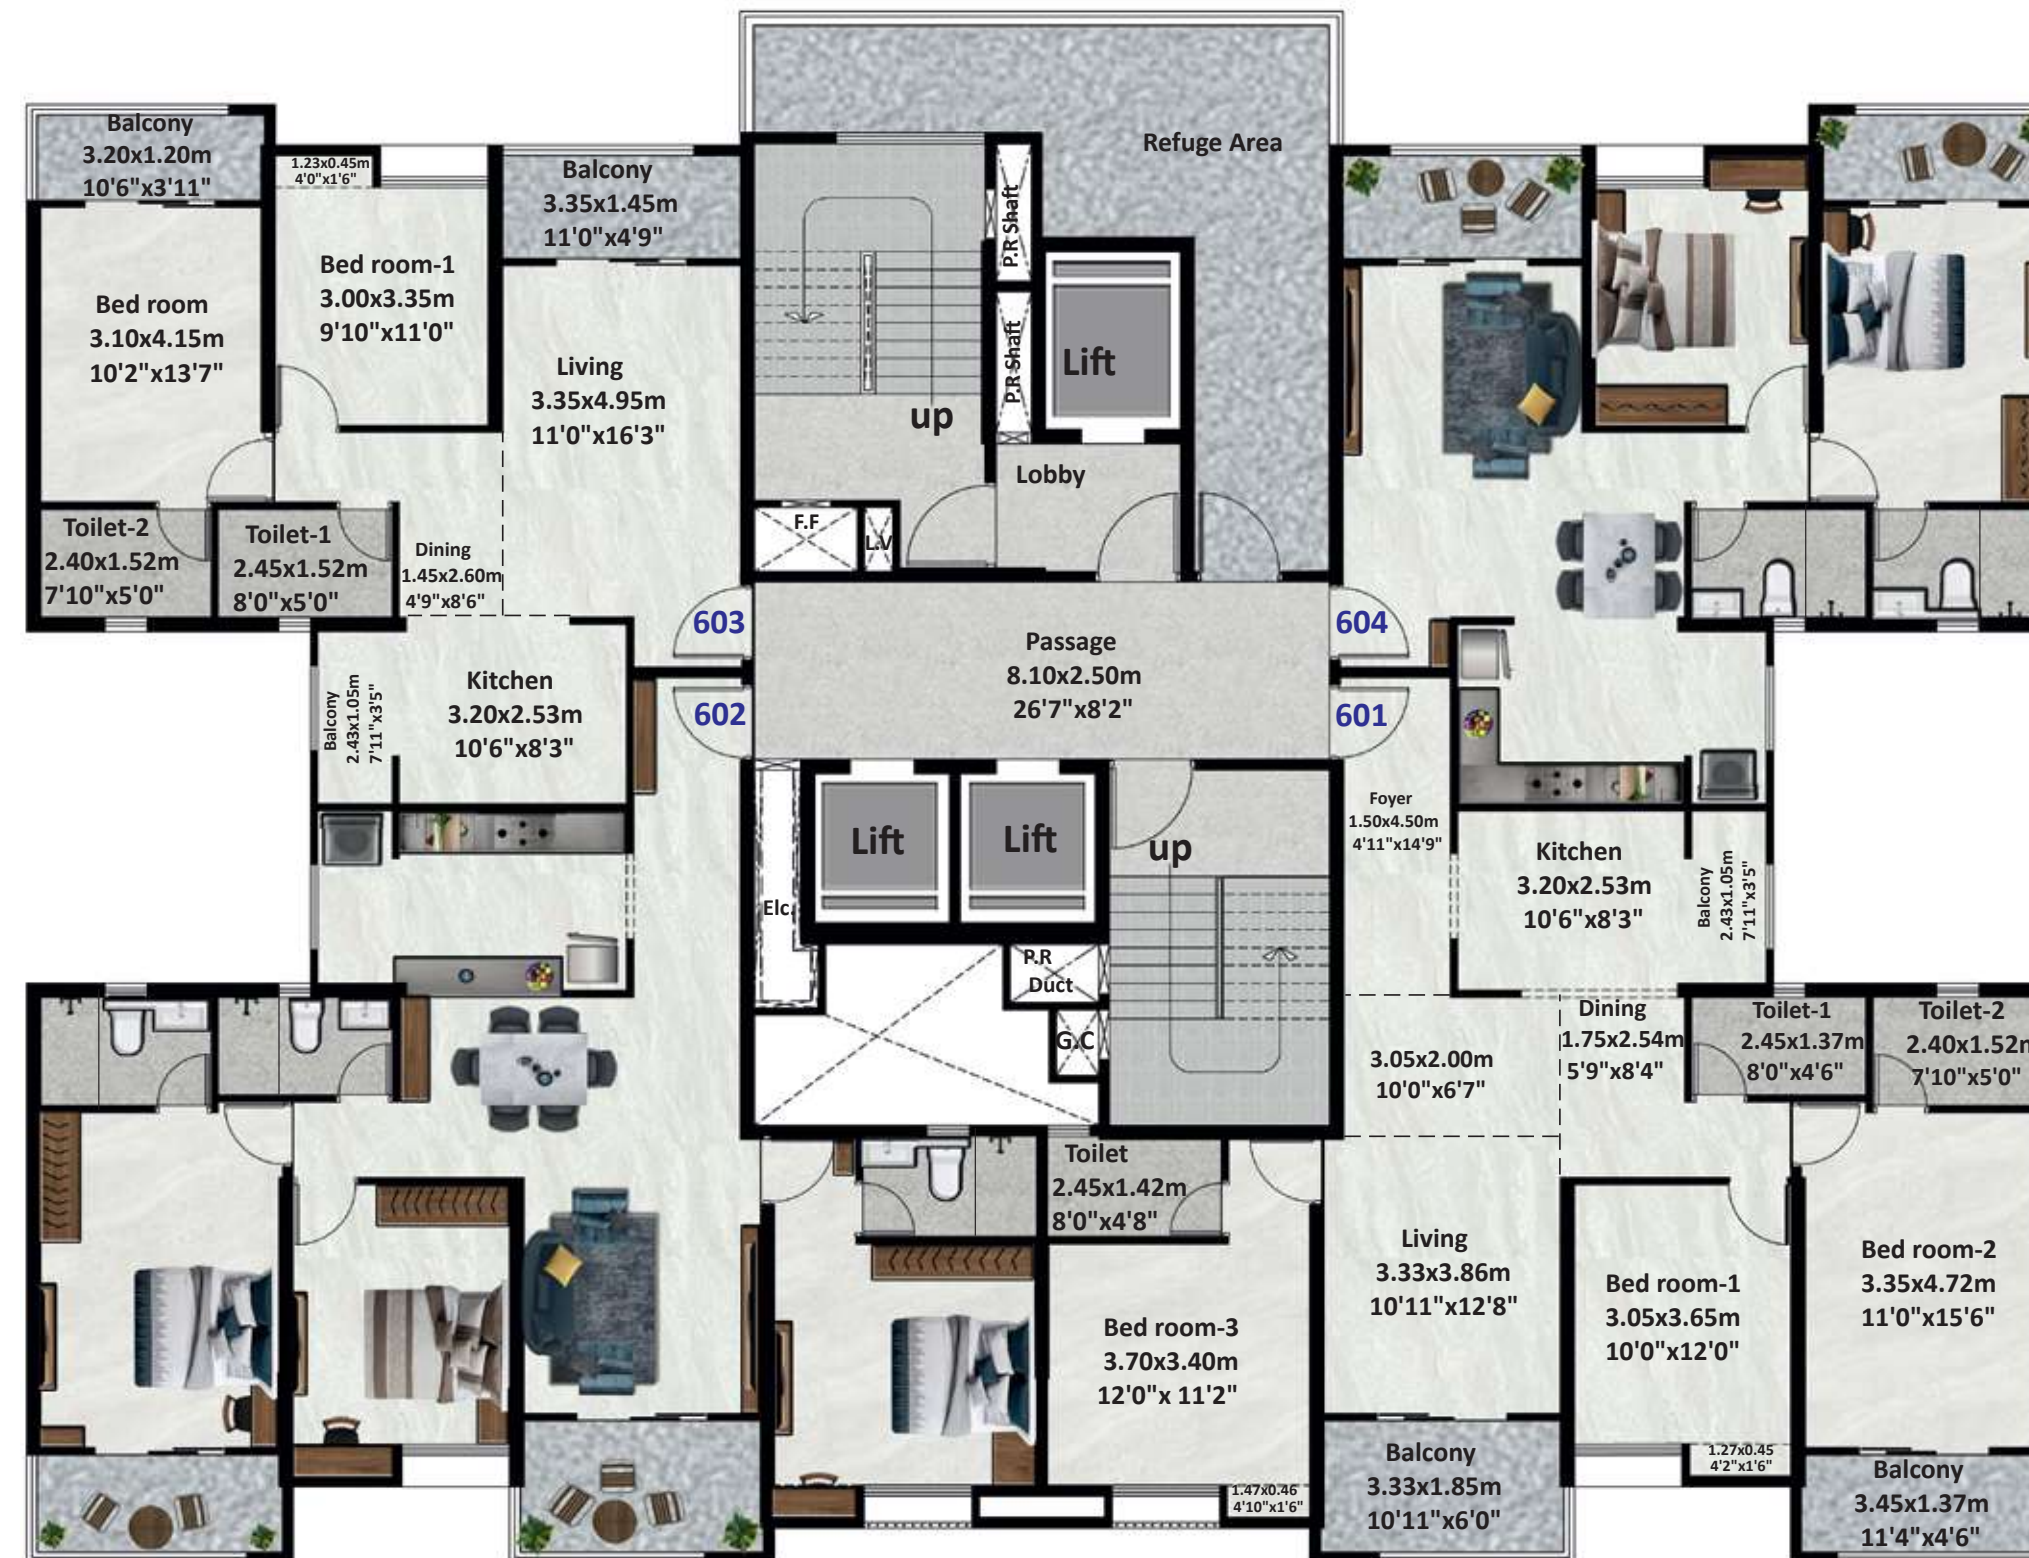 Balcony
3.20x1.20m
10'6"x3'11"
1.23x0.45m
4'0"x1'6"
Balcony
3.35x1.45m
11'0"x4'9"
Refuge Area
Bed room
3.10x4.15m
10'2"x13'7"
Bed room-1
3.00x3.35m
9'10"x11'0"
Living
3.35x4.95m
11'0"x16'3"
P.R Shaft
P.R Shaft
Lift
up
Lobby
F.F
L.V
Toilet-2
2.40x1.52m
7'10"x5'0"
Toilet-1
2.45x1.52m
8'0"x5'0"
Dining
1.45x2.60m
4'9"x8'6"
603
604
Passage
8.10x2.50m
26'7"x8'2"
602
601
Balcony
2.43x1.05m
7'11"x3'5"
Kitchen
3.20x2.53m
10'6"x8'3"
Lift
Lift
up
Elc.
Foyer
1.50x4.50m
4'11"x14'9"
Kitchen
3.20x2.53m
10'6"x8'3"
Balcony
2.43x1.05m
7'11"x3'5"
P.R
Duct
G.C
3.05x2.00m
10'0"x6'7"
Dining
1.75x2.54m
5'9"x8'4"
Toilet-1
2.45x1.37m
8'0"x4'6"
Toilet-2
2.40x1.52m
7'10"x5'0"
Toilet
2.45x1.42m
8'0"x4'8"
Living
3.33x3.86m
10'11"x12'8"
Bed room-1
3.05x3.65m
10'0"x12'0"
Bed room-2
3.35x4.72m
11'0"x15'6"
Bed room-3
3.70x3.40m
12'0"x 11'2"
1.47x0.46
4'10"x1'6"
Balcony
3.33x1.85m
10'11"x6'0"
1.27x0.45
4'2"x1'6"
Balcony
3.45x1.37m
11'4"x4'6"